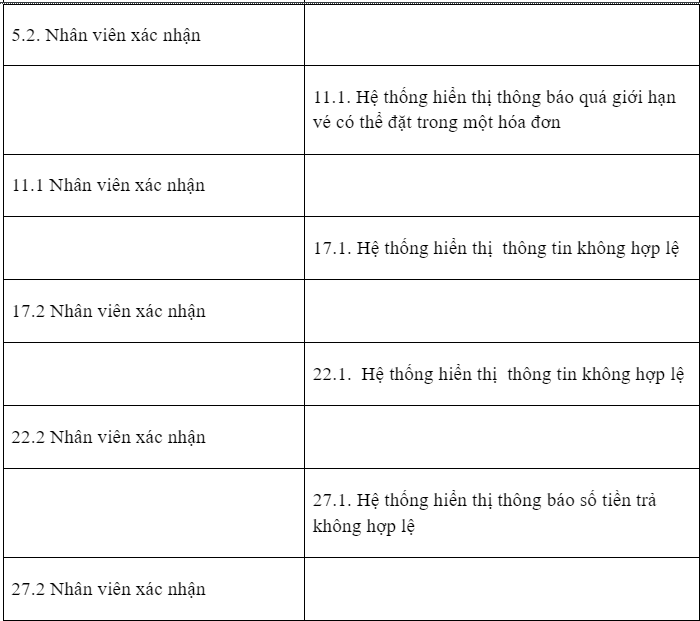 5.2. Nhân viên xác nhận
11.1. Hệ thống hiển thị thông báo quá giới hạn
vé có thể đặt trong một hóa đơn
11.1 Nhân viên xác nhận
17.1. Hệ thống hiển thị  thông tin không hợp lệ
17.2 Nhân viên xác nhận
22.1.  Hệ thống hiển thị  thông tin không hợp lệ
22.2 Nhân viên xác nhận
27.1. Hệ thống hiển thị thông báo số tiền trả
không hợp lệ
27.2 Nhân viên xác nhận